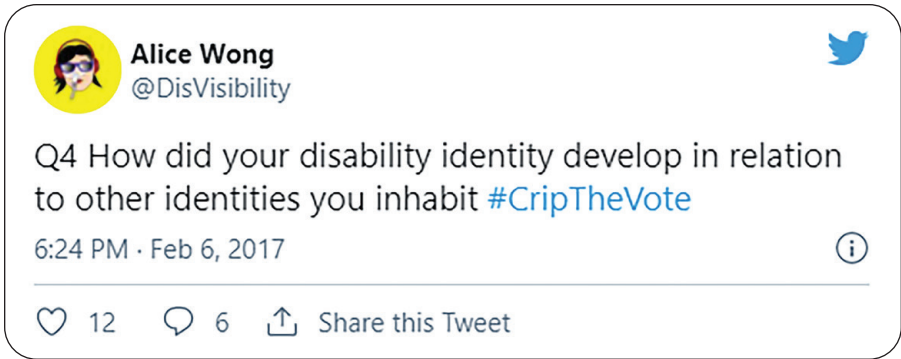 Alice Wong
@DisVisibility
Q4 How did your disability identity develop in relation
to other identities you inhabit #CripTheVote
6:24 PM · Feb 6, 2017
12 6 Share this Tweet